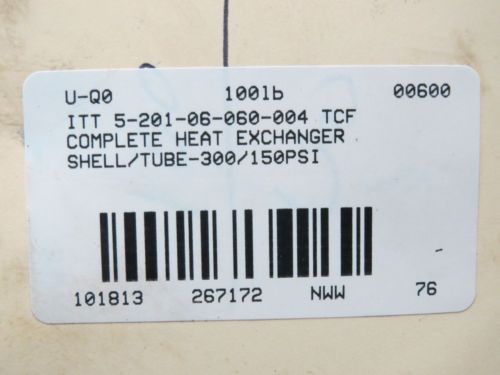 U-Q0 100lb 00600
ITT 5-201-06-060-004 TCF
COMPLETE HEAT EXCHANGER
SHELL/TUBE-300/150PSI
101813 267172 NWW 76